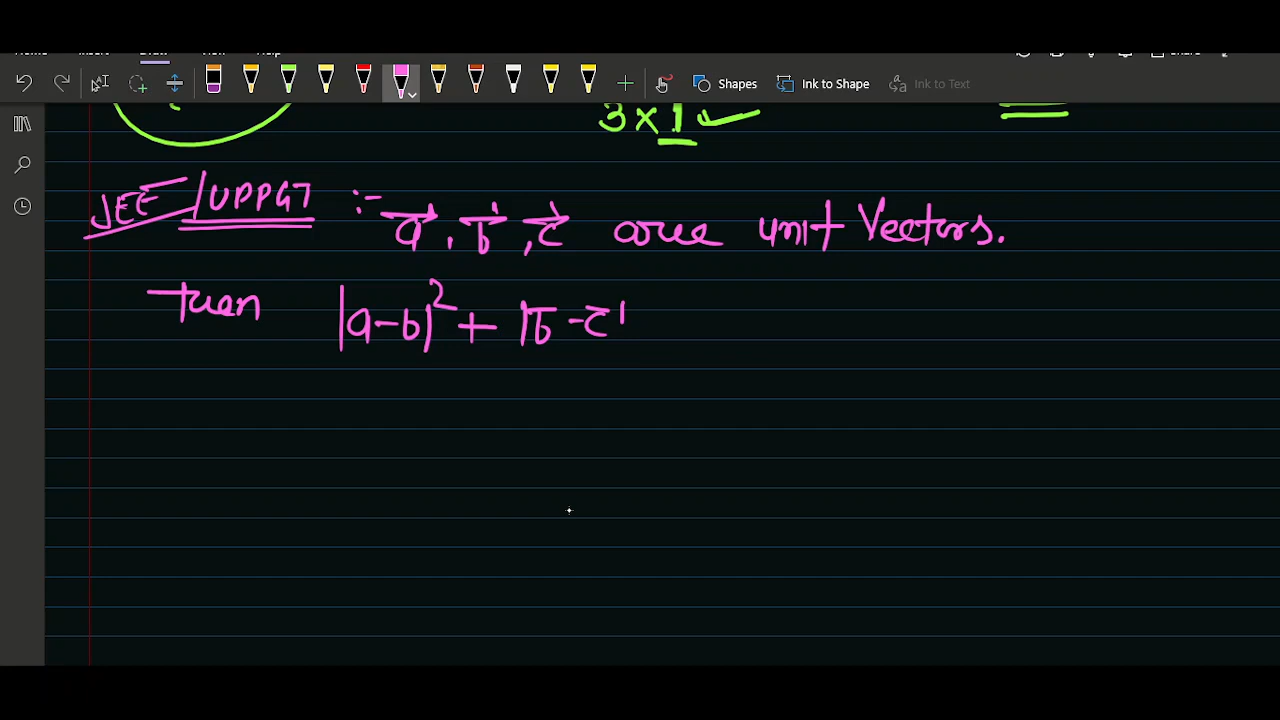 Shapes Ink to Shape Ink to Text
3 × 1
JEE/UPPGT :- a, b, c are unit Vectors.
then |a-b|² + |b-c|